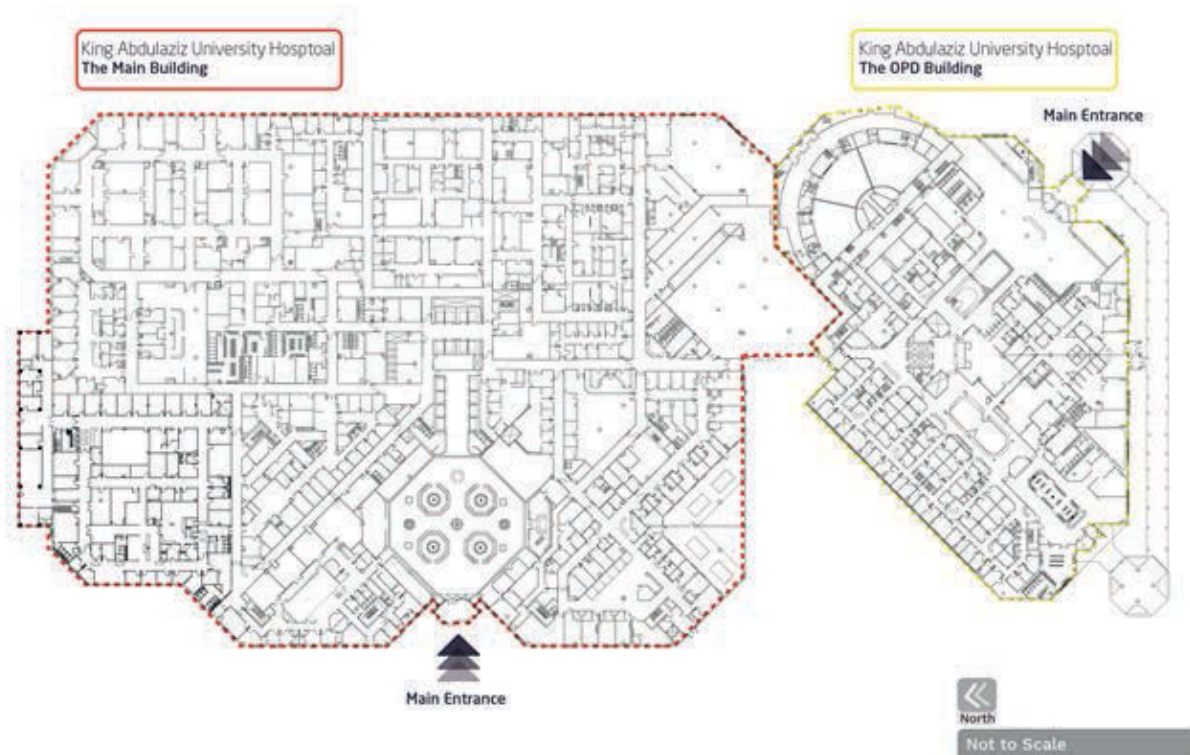 King Abdulaziz University Hosptoal
The Main Building
King Abdulaziz University Hosptoal
The OPD Building
Main Entrance
Main Entrance
North
Not to Scale